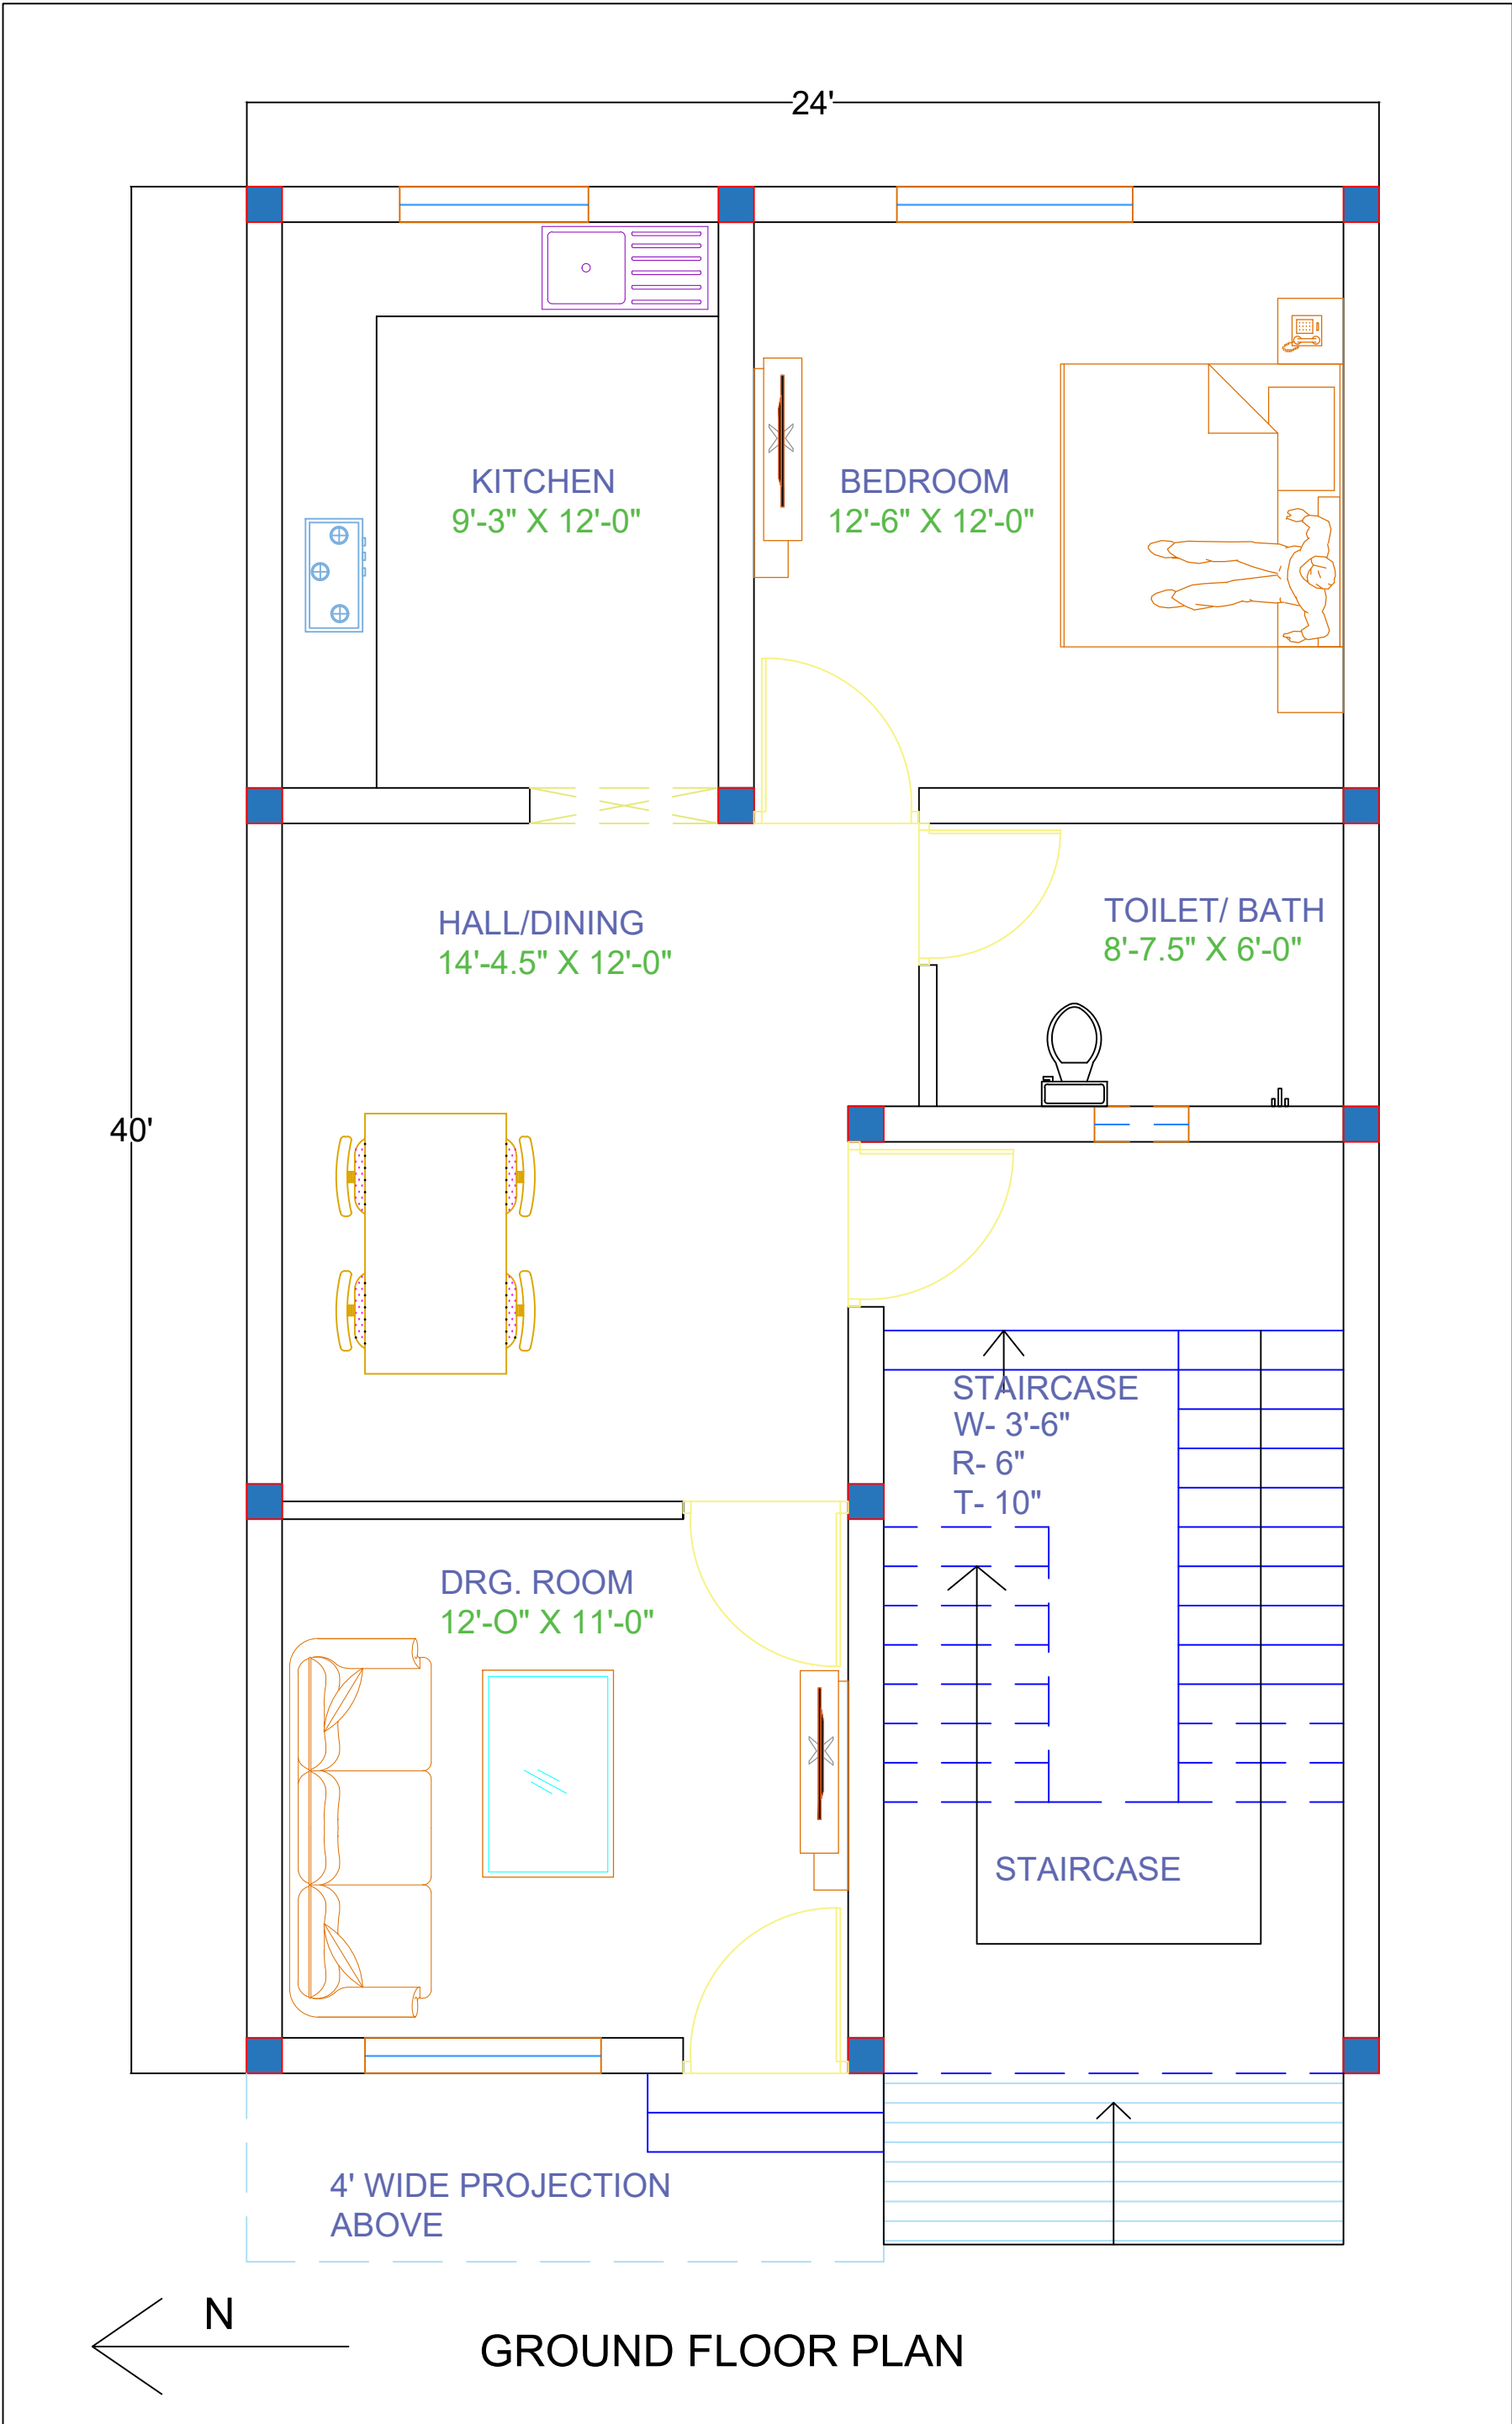 24'
KITCHEN
9'-3" X 12'-0"
BEDROOM
12'-6" X 12'-0"
HALL/DINING
14'-4.5" X 12'-0"
TOILET/ BATH
8'-7.5" X 6'-0"
40'
STAIRCASE
W- 3'-6"
R- 6"
T- 10"
DRG. ROOM
12'-O" X 11'-0"
STAIRCASE
4' WIDE PROJECTION
ABOVE
N
GROUND FLOOR PLAN